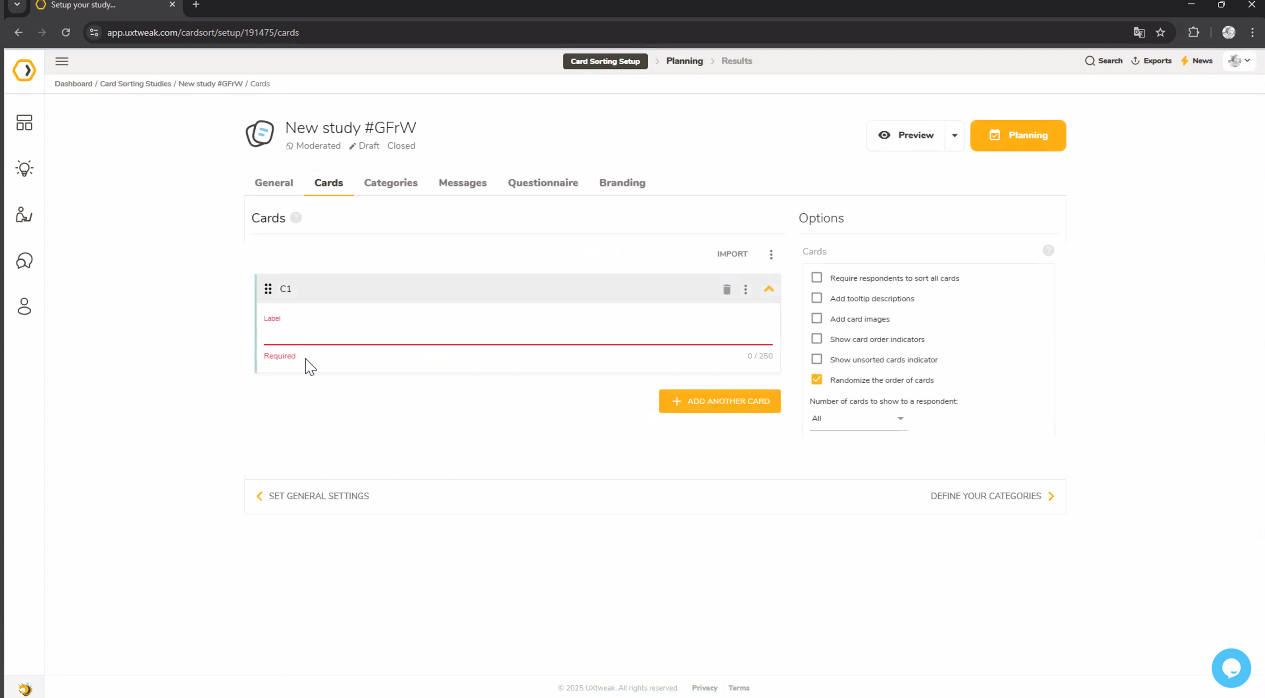 Setup your study...
app.uxtweak.com/cardsort/setup/191475/cards
Card Sorting Setup > Planning > Results
Search Exports News
Dashboard / Card Sorting Studies / New study #GFrW / Cards
New study #GFrW
Moderated Draft Closed
Preview
Planning
General Cards Categories Messages Questionnaire Branding
Cards
Options
IMPORT
Cards
C1
Label
Required
0 / 250
ADD ANOTHER CARD
Require respondents to sort all cards
Add tooltip descriptions
Add card images
Show card order indicators
Show unsorted cards indicator
Randomize the order of cards
Number of cards to show to a respondent:
All
SET GENERAL SETTINGS
DEFINE YOUR CATEGORIES
© 2025 UXtweak. All rights reserved. Privacy Terms